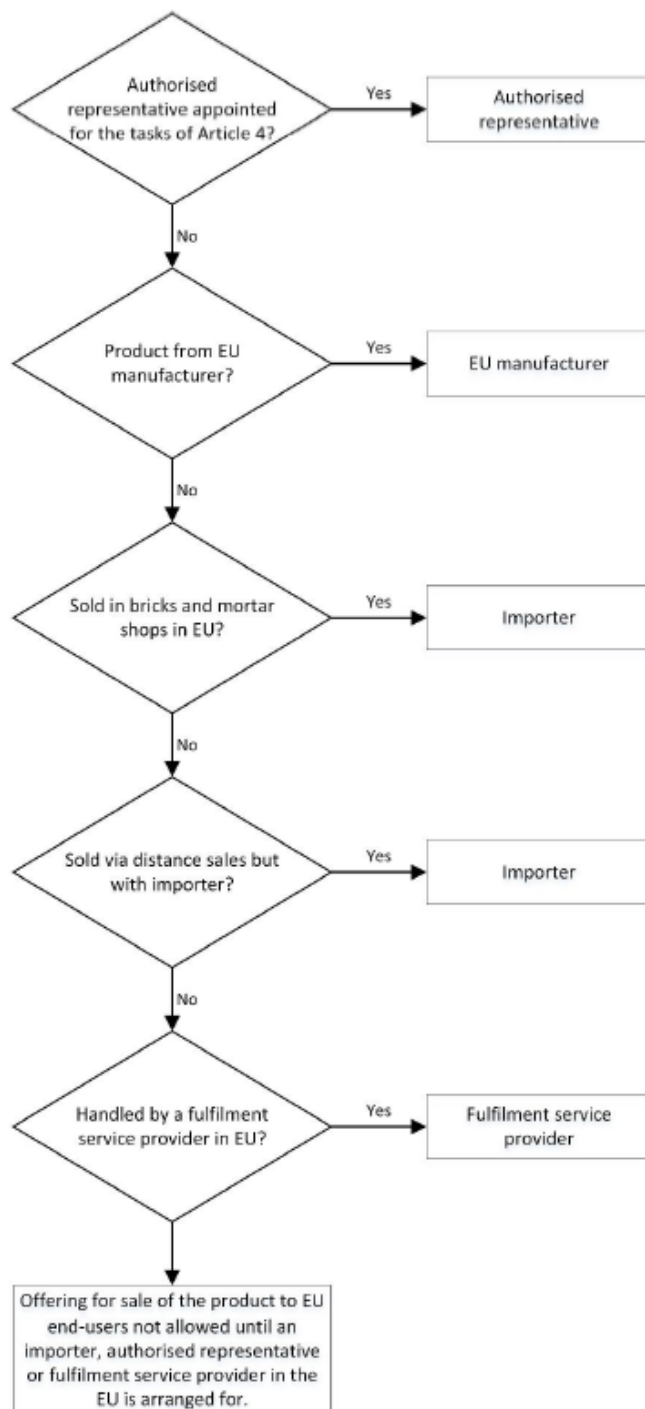 Authorised
representative appointed
for the tasks of Article 4?
Yes
Authorised
representative
No
Product from EU
manufacturer?
Yes
EU manufacturer
No
Sold in bricks and mortar
shops in EU?
Yes
Importer
No
Sold via distance sales but
with importer?
Yes
Importer
No
Handled by a fulfilment
service provider in EU?
Yes
Fulfilment service
provider
Offering for sale of the product to EU
end-users not allowed until an
importer, authorised representative
or fulfilment service provider in the
EU is arranged for.